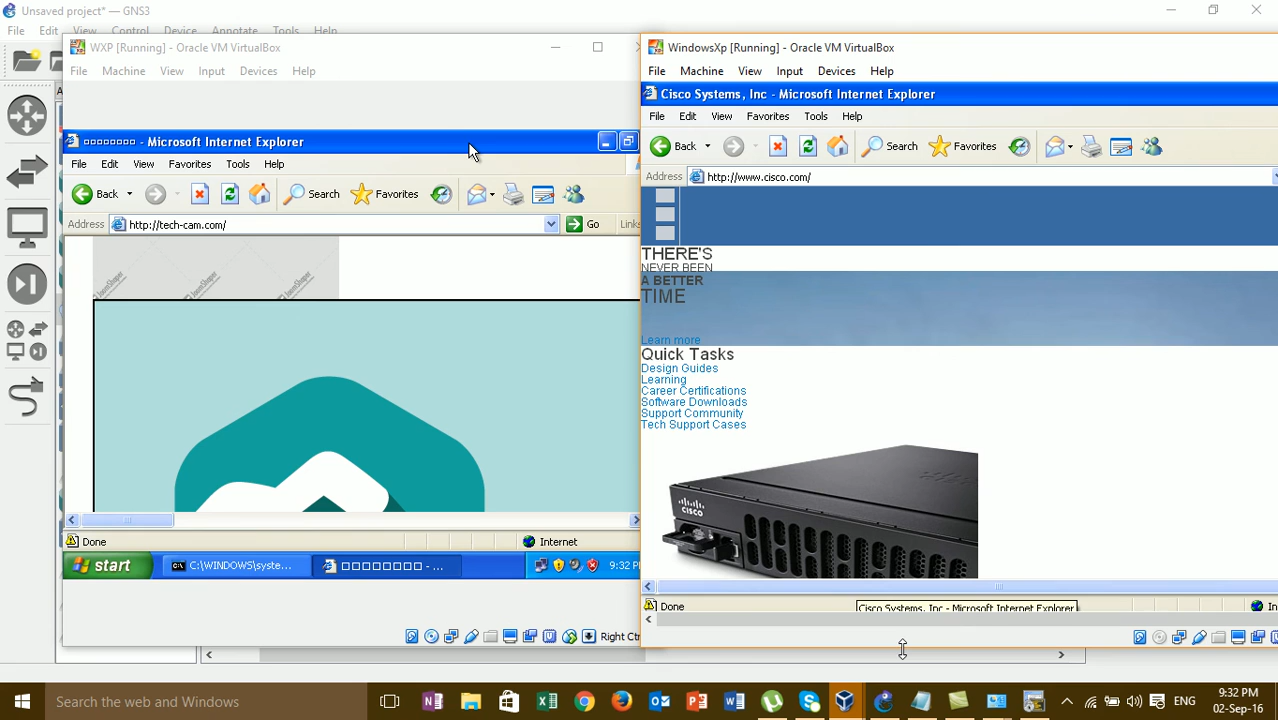 Unsaved project* — GNS3
File Edit View Control Device Annotate Tools Help
WXP [Running] - Oracle VM VirtualBox
File Machine View Input Devices Help
□□□□□□□□ - Microsoft Internet Explorer
File Edit View Favorites Tools Help
Back Search Favorites
Address http://tech-cam.com/ Go Links
JoomShaper JoomShaper JoomShaper
Done Internet
start C:\WINDOWS\syste... □□□□□□□□ - ... 9:32 PM
Right Ctrl
WindowsXp [Running] - Oracle VM VirtualBox
File Machine View Input Devices Help
Cisco Systems, Inc - Microsoft Internet Explorer
File Edit View Favorites Tools Help
Back Search Favorites
Address http://www.cisco.com/
THERE'S
NEVER BEEN
A BETTER
TIME
Learn more
Quick Tasks
Design Guides
Learning
Career Certifications
Software Downloads
Support Community
Tech Support Cases
CISCO
Done Cisco Systems, Inc - Microsoft Internet Explorer In
Search the web and Windows
ENG
9:32 PM
02-Sep-16